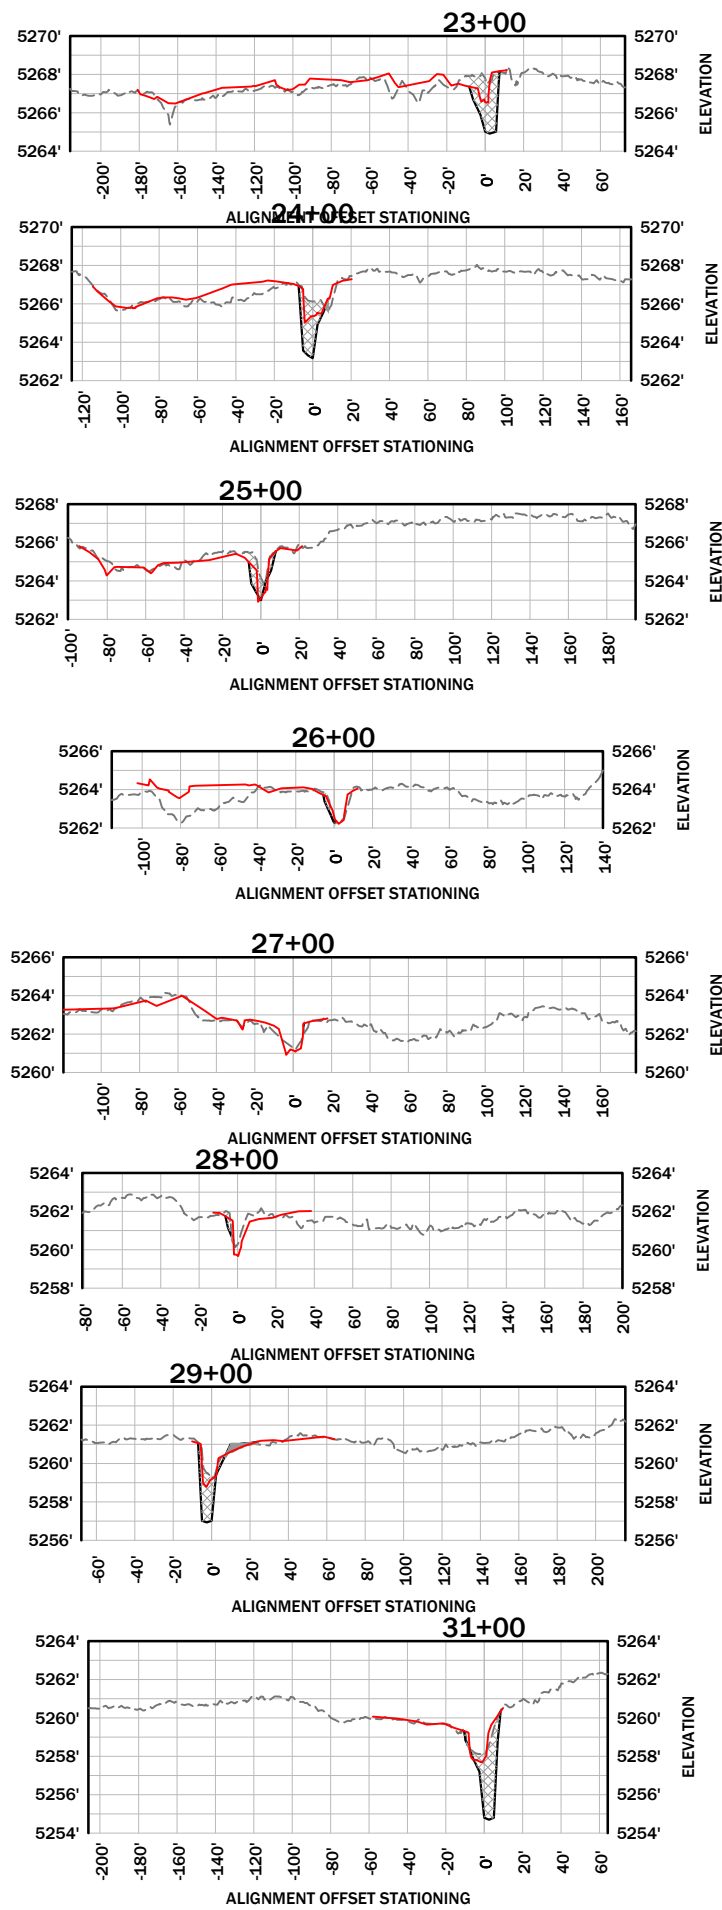 23+00
5270' 5270'
5268' 5268'
5266' 5266'
5264' 5264'
ELEVATION
-200' -180' -160' -140' -120' -100' -80' -60' -40' -20' 0' 20' 40' 60'
ALIGNMENT OFFSET STATIONING
24+00
5270' 5270'
5268' 5268'
5266' 5266'
5264' 5264'
5262' 5262'
ELEVATION
-120' -100' -80' -60' -40' -20' 0' 20' 40' 60' 80' 100' 120' 140' 160'
ALIGNMENT OFFSET STATIONING
25+00
5268' 5268'
5266' 5266'
5264' 5264'
5262' 5262'
ELEVATION
-100' -80' -60' -40' -20' 0' 20' 40' 60' 80' 100' 120' 140' 160' 180'
ALIGNMENT OFFSET STATIONING
26+00
5266' 5266'
5264' 5264'
5262' 5262'
ELEVATION
-100' -80' -60' -40' -20' 0' 20' 40' 60' 80' 100' 120' 140'
ALIGNMENT OFFSET STATIONING
27+00
5266' 5266'
5264' 5264'
5262' 5262'
5260' 5260'
ELEVATION
-100' -80' -60' -40' -20' 0' 20' 40' 60' 80' 100' 120' 140' 160'
ALIGNMENT OFFSET STATIONING
28+00
5264' 5264'
5262' 5262'
5260' 5260'
5258' 5258'
ELEVATION
-80' -60' -40' -20' 0' 20' 40' 60' 80' 100' 120' 140' 160' 180' 200'
ALIGNMENT OFFSET STATIONING
29+00
5264' 5264'
5262' 5262'
5260' 5260'
5258' 5258'
5256' 5256'
ELEVATION
-60' -40' -20' 0' 20' 40' 60' 80' 100' 120' 140' 160' 180' 200'
ALIGNMENT OFFSET STATIONING
31+00
5264' 5264'
5262' 5262'
5260' 5260'
5258' 5258'
5256' 5256'
5254' 5254'
ELEVATION
-200' -180' -160' -140' -120' -100' -80' -60' -40' -20' 0' 20' 40' 60'
ALIGNMENT OFFSET STATIONING